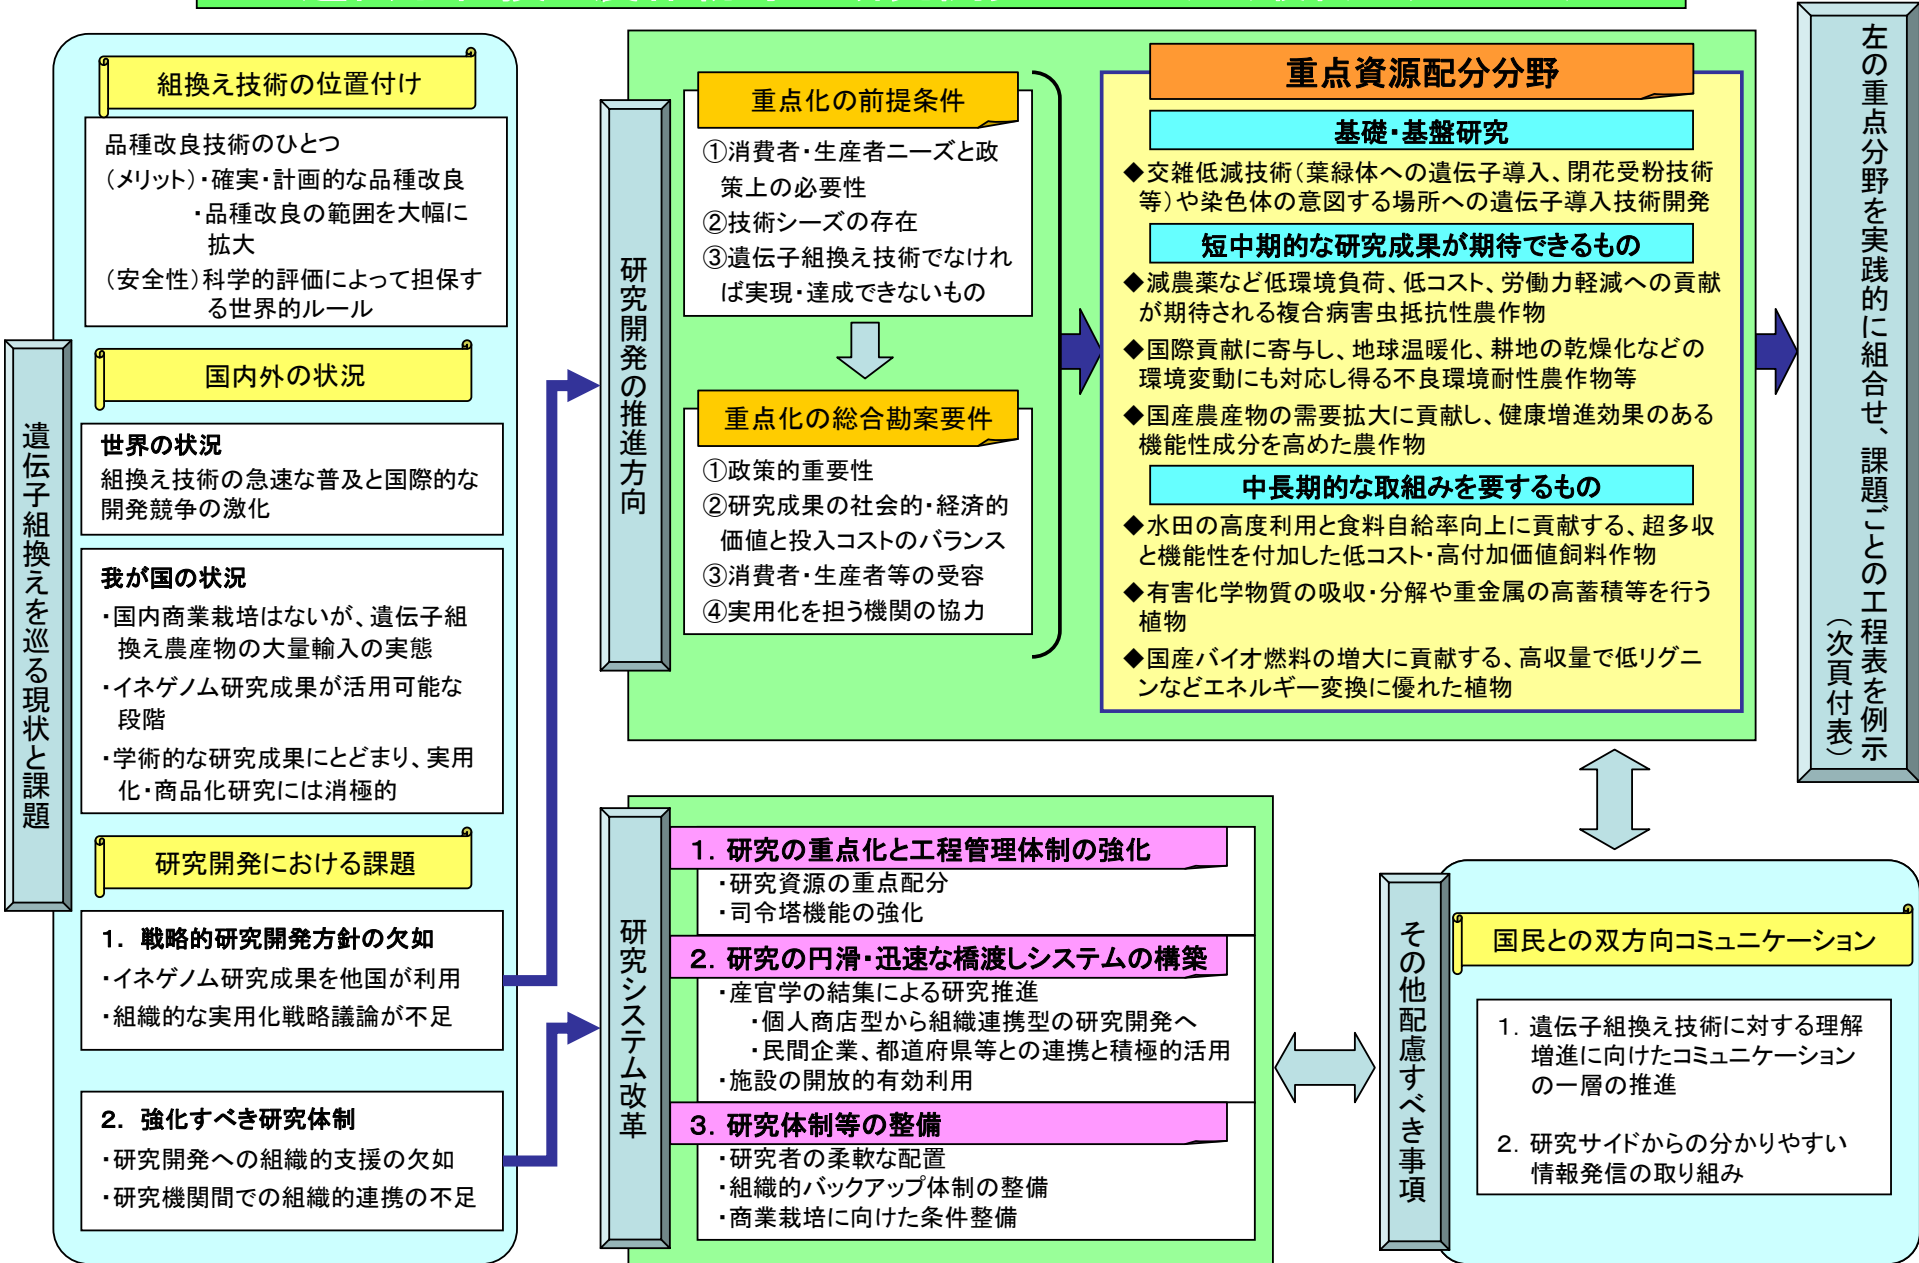 遺伝子組換えを巡る現状と課題
組換え技術の位置付け
品種改良技術のひとつ
（メリット）・確実・計画的な品種改良
・品種改良の範囲を大幅に
拡大
（安全性）科学的評価によって担保す
る世界的ルール
国内外の状況
世界の状況
組換え技術の急速な普及と国際的な
開発競争の激化
我が国の状況
・国内商業栽培はないが、遺伝子組
換え農産物の大量輸入の実態
・イネゲノム研究成果が活用可能な
段階
・学術的な研究成果にとどまり、実用
化・商品化研究には消極的
研究開発における課題
1. 戦略的研究開発方針の欠如
・イネゲノム研究成果を他国が利用
・組織的な実用化戦略議論が不足
2. 強化すべき研究体制
・研究開発への組織的支援の欠如
・研究機関間での組織的連携の不足
研究開発の推進方向
重点化の前提条件
①消費者・生産者ニーズと政
策上の必要性
②技術シーズの存在
③遺伝子組換え技術でなけれ
ば実現・達成できないもの
重点化の総合勘案要件
①政策的重要性
②研究成果の社会的・経済的
価値と投入コストのバランス
③消費者・生産者等の受容
④実用化を担う機関の協力
重点資源配分分野
基礎・基盤研究
◆交雑低減技術（葉緑体への遺伝子導入、閉花受粉技術
等）や染色体の意図する場所への遺伝子導入技術開発
短中期的な研究成果が期待できるもの
◆減農薬など低環境負荷、低コスト、労働力軽減への貢献
が期待される複合病害虫抵抗性農作物
◆国際貢献に寄与し、地球温暖化、耕地の乾燥化などの
環境変動にも対応し得る不良環境耐性農作物等
◆国産農産物の需要拡大に貢献し、健康増進効果のある
機能性成分を高めた農作物
中長期的な取組みを要するもの
◆水田の高度利用と食料自給率向上に貢献する、超多収
と機能性を付加した低コスト・高付加価値飼料作物
◆有害化学物質の吸収・分解や重金属の高蓄積等を行う
植物
◆国産バイオ燃料の増大に貢献する、高収量で低リグニ
ンなどエネルギー変換に優れた植物
左の重点分野を実践的に組合せ、課題ごとの工程表を例示
（次頁付表）
研究システム改革
1. 研究の重点化と工程管理体制の強化
・研究資源の重点配分
・司令塔機能の強化
2. 研究の円滑・迅速な橋渡しシステムの構築
・産官学の結集による研究推進
・個人商店型から組織連携型の研究開発へ
・民間企業、都道府県等との連携と積極的活用
・施設の開放的有効利用
3. 研究体制等の整備
・研究者の柔軟な配置
・組織的バックアップ体制の整備
・商業栽培に向けた条件整備
その他配慮すべき事項
国民との双方向コミュニケーション
1. 遺伝子組換え技術に対する理解
増進に向けたコミュニケーション
の一層の推進
2. 研究サイドからの分かりやすい
情報発信の取り組み